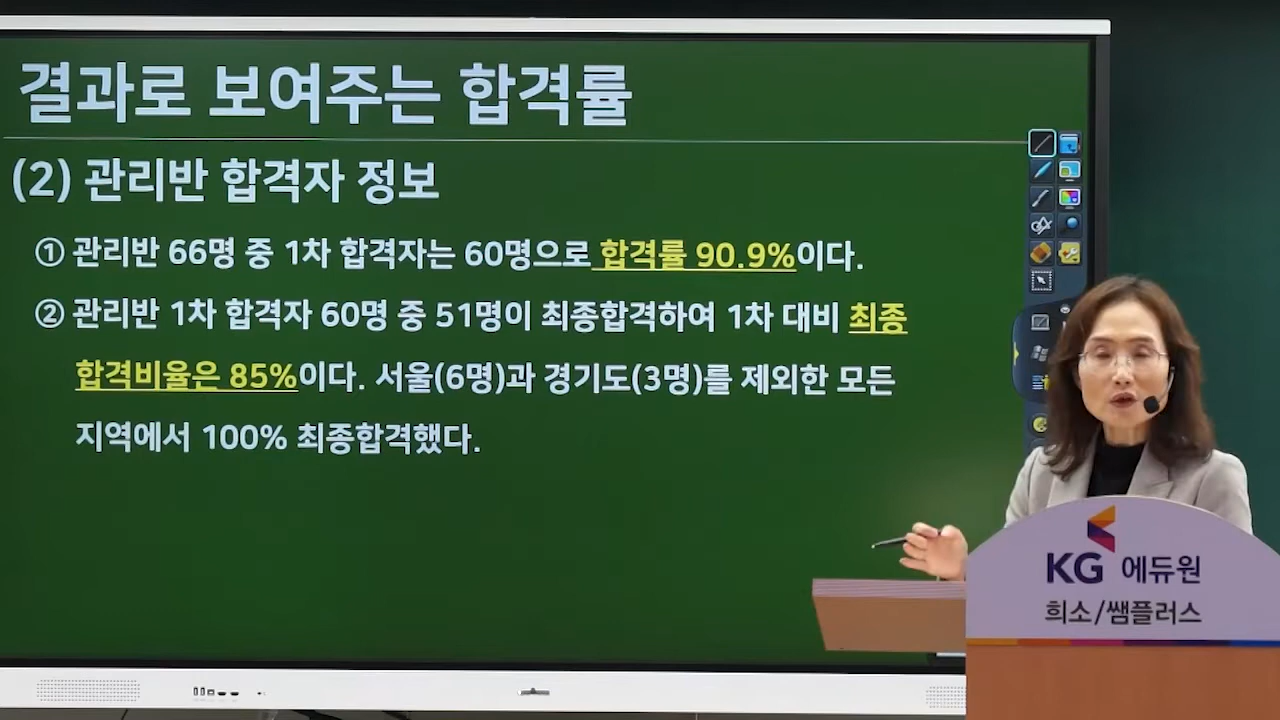 결과로 보여주는 합격률
(2) 관리반 합격자 정보
① 관리반 66명 중 1차 합격자는 60명으로 합격률 90.9%이다.
② 관리반 1차 합격자 60명 중 51명이 최종합격하여 1차 대비 최종
합격비율은 85%이다. 서울(6명)과 경기도(3명)를 제외한 모든
지역에서 100% 최종합격했다.
KG 에듀원
희소/쌤플러스